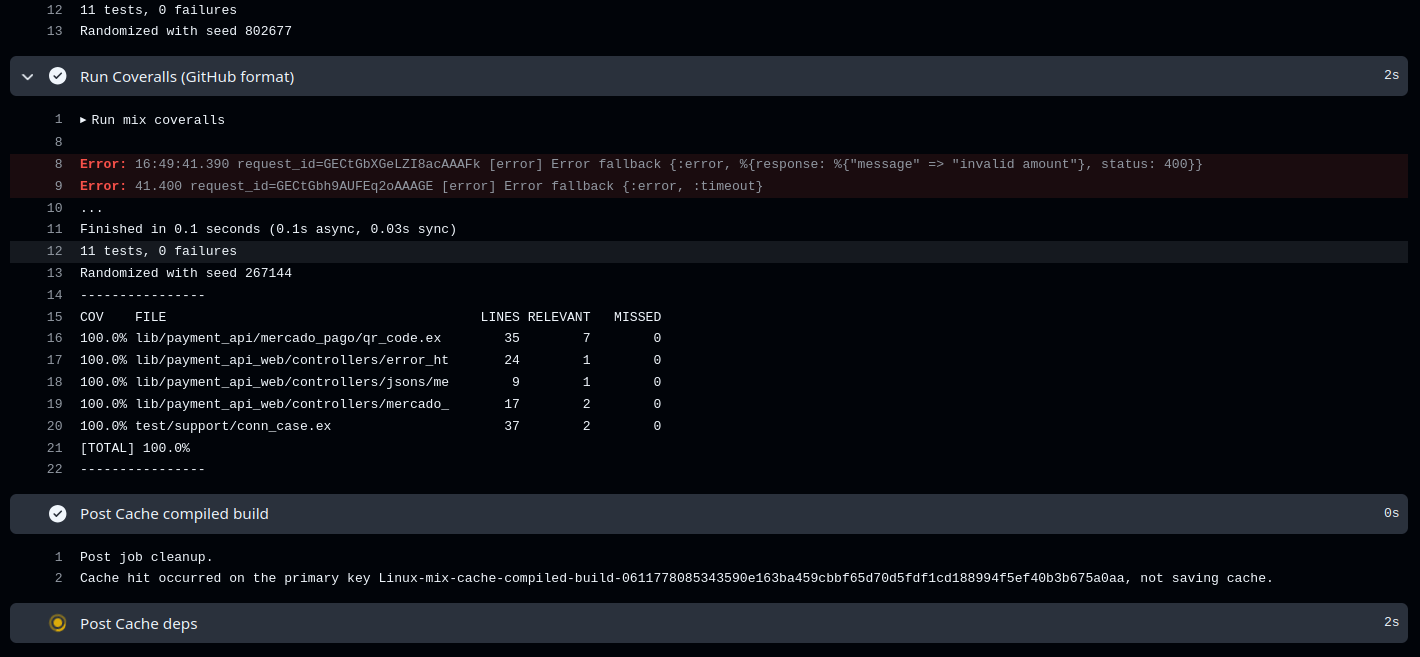 12 11 tests, 0 failures
13 Randomized with seed 802677
Run Coveralls (GitHub format) 2s
1 ▸ Run mix coveralls
8
8 Error: 16:49:41.390 request_id=GECtGbXGeLZI8acAAAFk [error] Error fallback {:error, %{response: %{"message" => "invalid amount"}, status: 400}}
9 Error: 41.400 request_id=GECtGbh9AUFEq2oAAAGE [error] Error fallback {:error, :timeout}
10 ...
11 Finished in 0.1 seconds (0.1s async, 0.03s sync)
12 11 tests, 0 failures
13 Randomized with seed 267144
14 ----------------
15 COV FILE LINES RELEVANT MISSED
16 100.0% lib/payment_api/mercado_pago/qr_code.ex 35 7 0
17 100.0% lib/payment_api_web/controllers/error_ht 24 1 0
18 100.0% lib/payment_api_web/controllers/jsons/me 9 1 0
19 100.0% lib/payment_api_web/controllers/mercado_ 17 2 0
20 100.0% test/support/conn_case.ex 37 2 0
21 [TOTAL] 100.0%
22 ----------------
Post Cache compiled build 0s
1 Post job cleanup.
2 Cache hit occurred on the primary key Linux-mix-cache-compiled-build-0611778085343590e163ba459cbbf65d70d5fdf1cd188994f5ef40b3b675a0aa, not saving cache.
Post Cache deps 2s